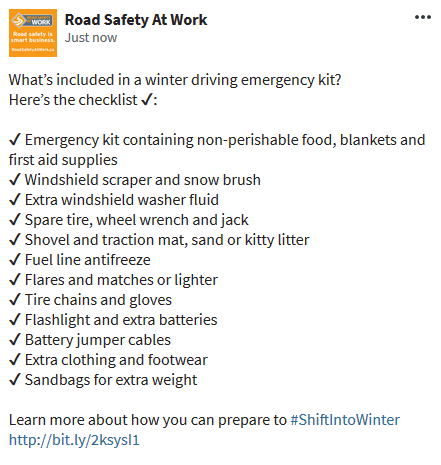 ROAD SAFETY
AT WORK
Road safety is
smart business.
RoadSafetyAtWork.ca
Road Safety At Work
Just now
What's included in a winter driving emergency kit?
Here's the checklist ✓:
✓ Emergency kit containing non-perishable food, blankets and
first aid supplies
✓ Windshield scraper and snow brush
✓ Extra windshield washer fluid
✓ Spare tire, wheel wrench and jack
✓ Shovel and traction mat, sand or kitty litter
✓ Fuel line antifreeze
✓ Flares and matches or lighter
✓ Tire chains and gloves
✓ Flashlight and extra batteries
✓ Battery jumper cables
✓ Extra clothing and footwear
✓ Sandbags for extra weight
Learn more about how you can prepare to #ShiftIntoWinter
http://bit.ly/2ksysI1